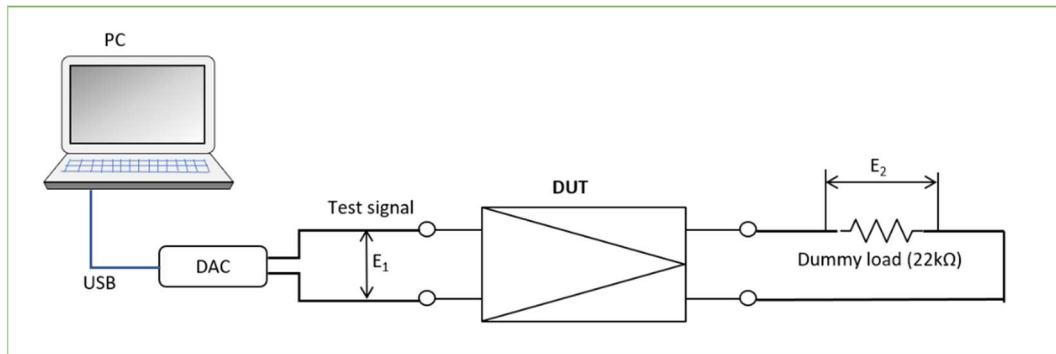 PC
DUT
E₂
Test signal
E₁
DAC
USB
Dummy load (22kΩ)